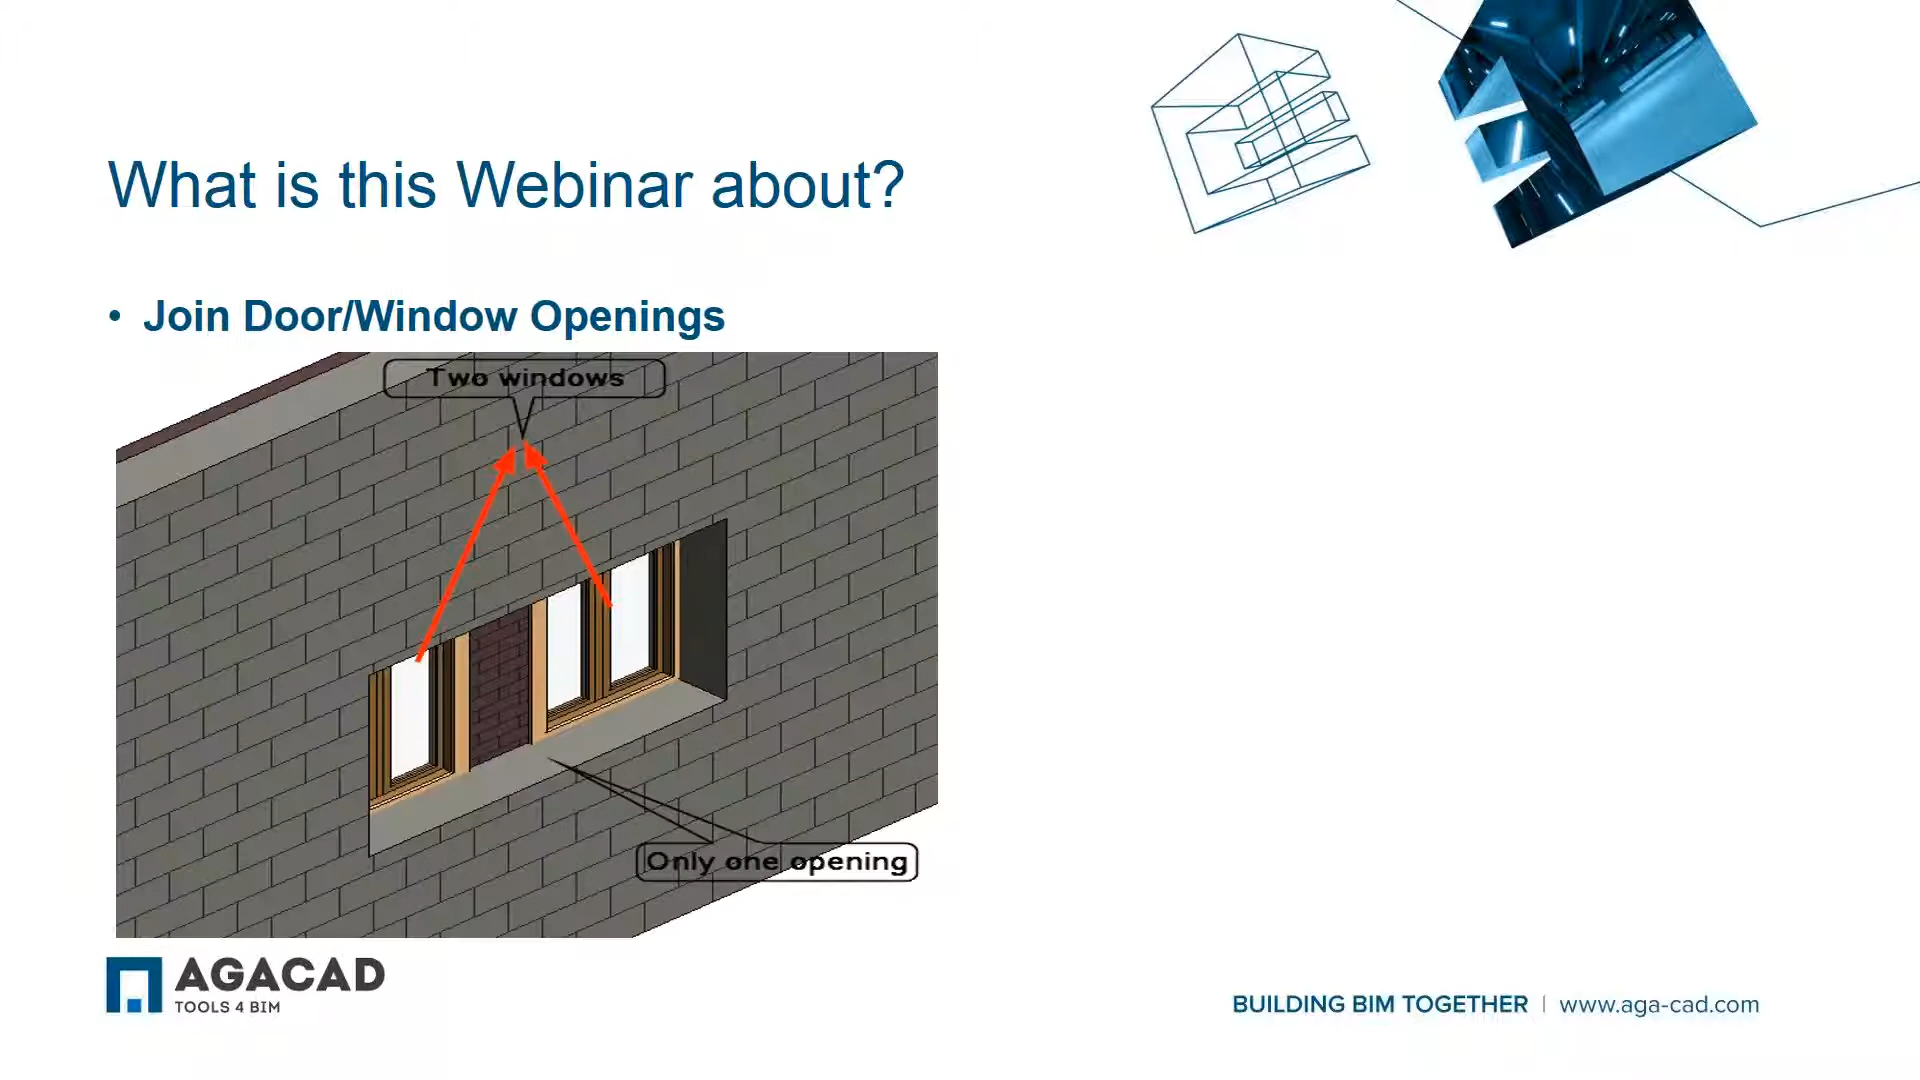 What is this Webinar about?
• Join Door/Window Openings
Two windows
Only one opening
AGACAD
TOOLS 4 BIM
BUILDING BIM TOGETHER | www.aga-cad.com